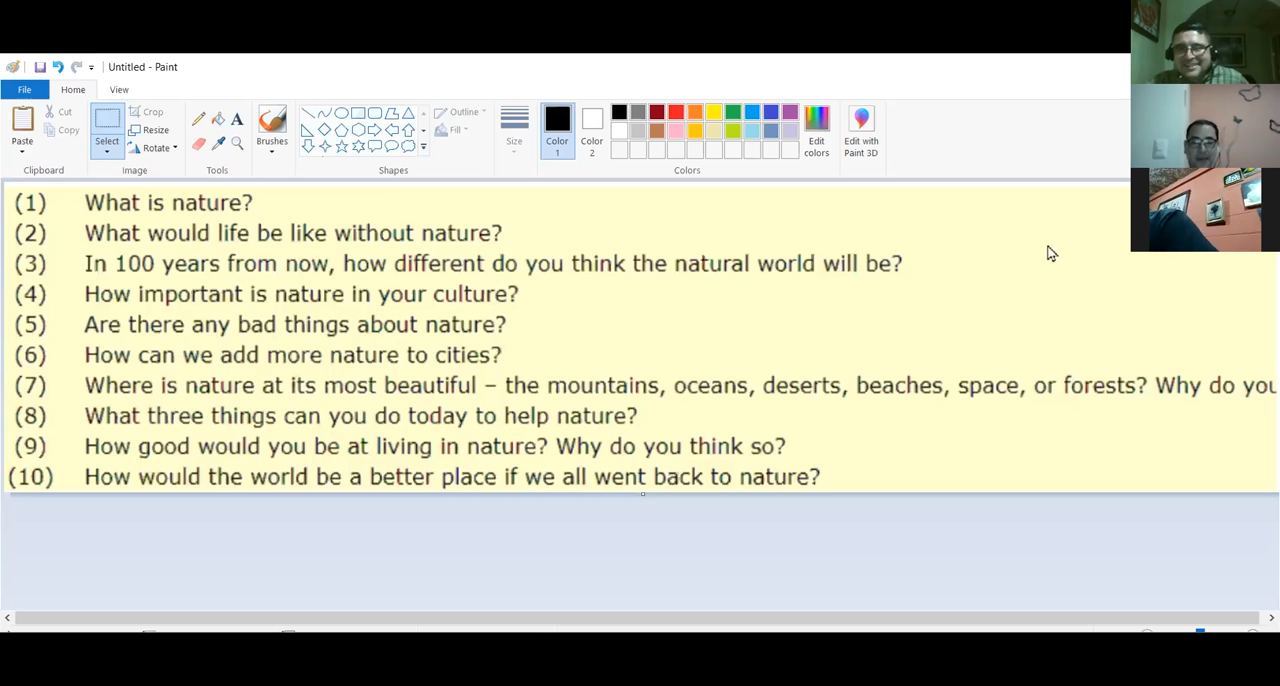 Untitled - Paint
File Home View
Paste
Cut
Copy
Clipboard
Select
Crop
Resize
Rotate
Image
A
Tools
Brushes
Outline
Fill
Shapes
Size
Color 1
Color 2
Edit colors
Colors
Edit with Paint 3D
(1) What is nature?
(2) What would life be like without nature?
(3) In 100 years from now, how different do you think the natural world will be?
(4) How important is nature in your culture?
(5) Are there any bad things about nature?
(6) How can we add more nature to cities?
(7) Where is nature at its most beautiful – the mountains, oceans, deserts, beaches, space, or forests? Why do you
(8) What three things can you do today to help nature?
(9) How good would you be at living in nature? Why do you think so?
(10) How would the world be a better place if we all went back to nature?